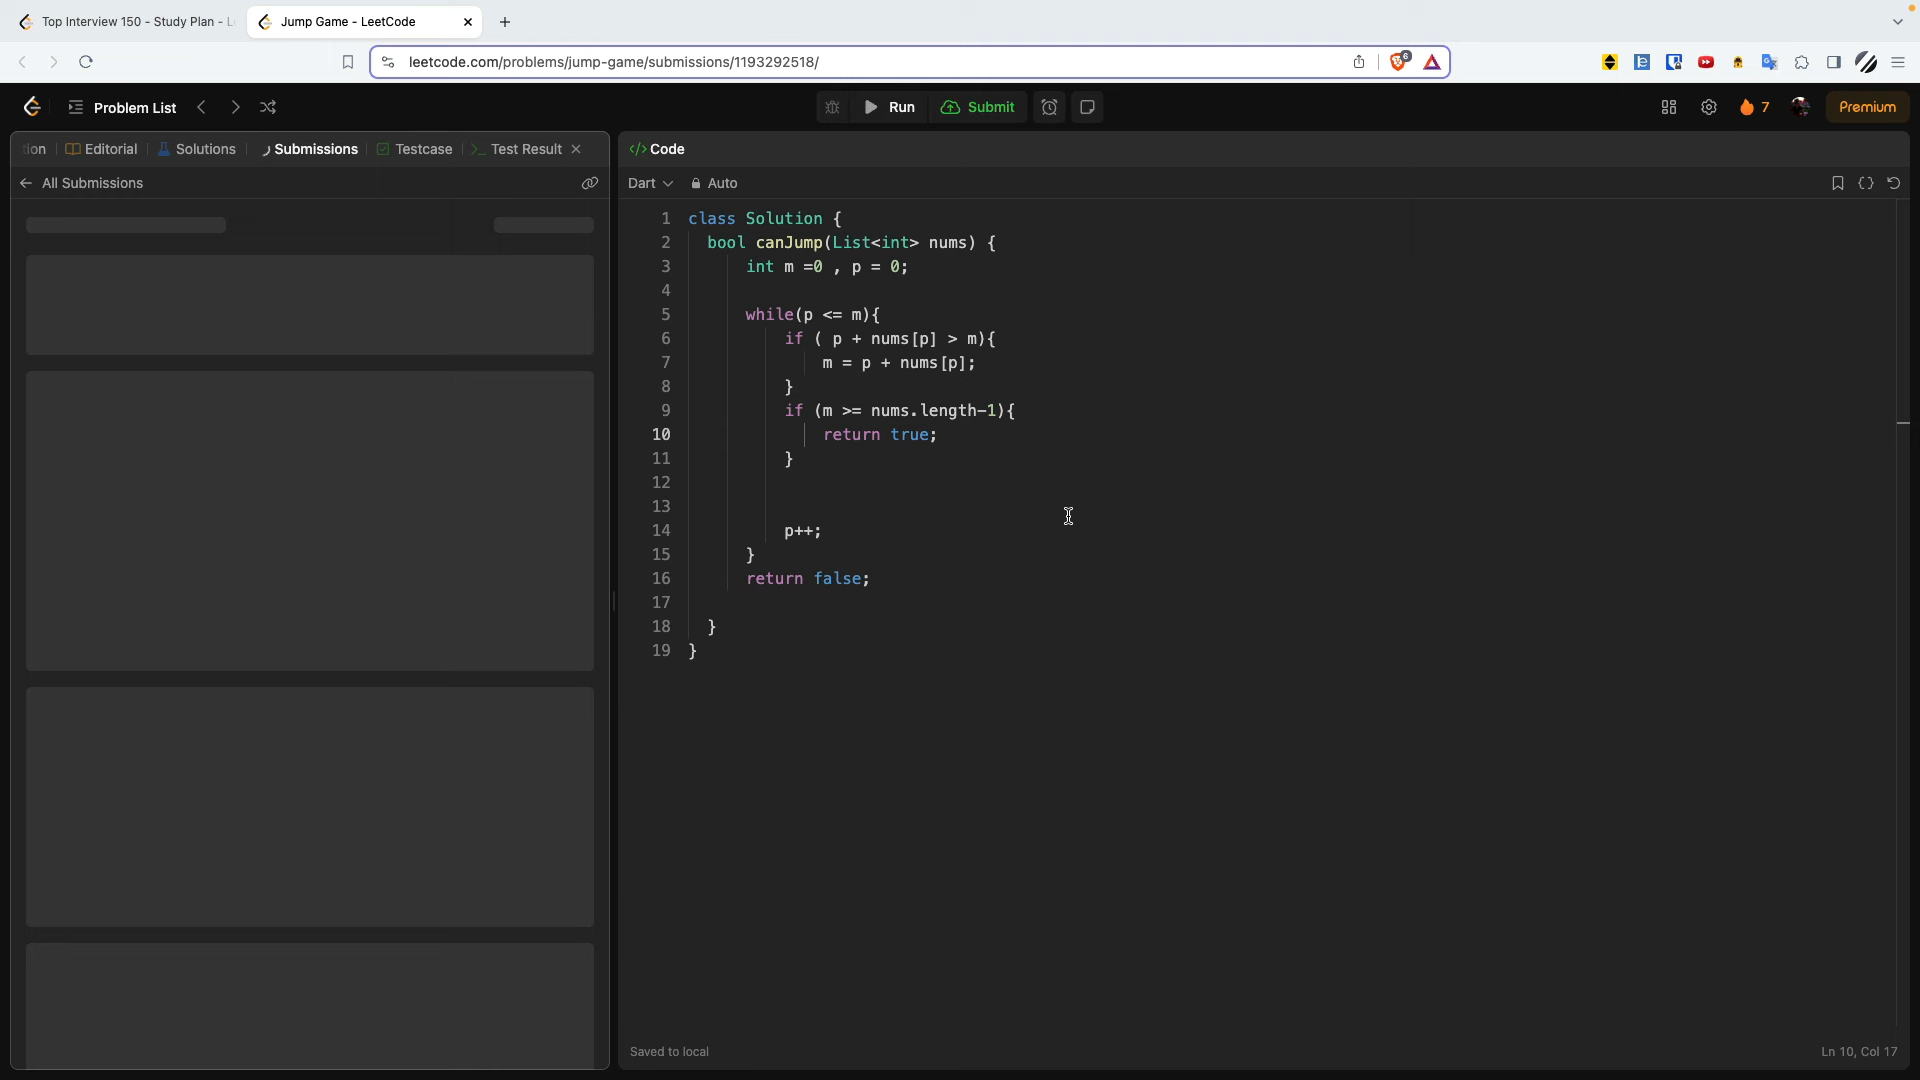 Top Interview 150 - Study Plan - L
Jump Game - LeetCode
leetcode.com/problems/jump-game/submissions/1193292518/
6
Problem List
Run
Submit
7
Premium
tion
Editorial
Solutions
Submissions
Testcase
Test Result
All Submissions
</> Code
Dart
Auto
1 class Solution {
2 bool canJump(List<int> nums) {
3 int m =0 , p = 0;
4
5 while(p <= m){
6 if ( p + nums[p] > m){
7 m = p + nums[p];
8 }
9 if (m >= nums.length-1){
10 return true;
11 }
12
13
14 p++;
15 }
16 return false;
17
18 }
19 }
Saved to local
Ln 10, Col 17